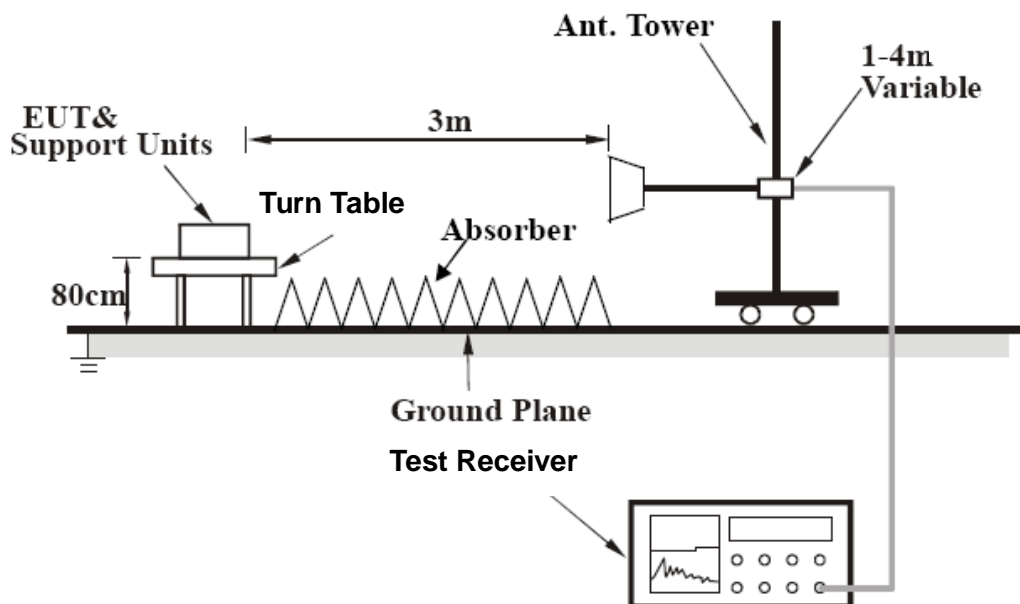 Ant. Tower
1-4m
Variable
3m
EUT&
Support Units
Turn Table
Absorber
80cm
Ground Plane
Test Receiver